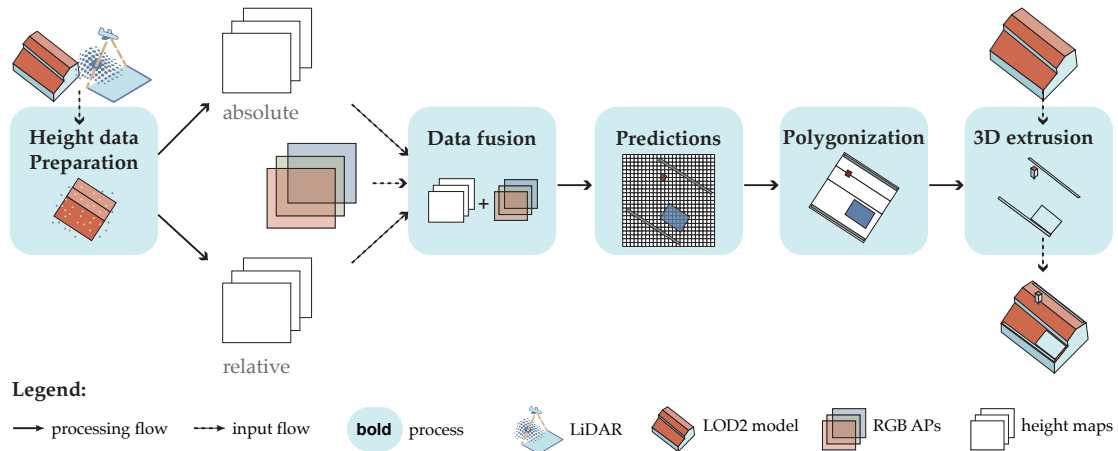 Height data
Preparation
absolute
relative
Data fusion
+
Predictions
Polygonization
3D extrusion
Legend:
processing flow
input flow
bold process
LiDAR
LOD2 model
RGB APs
height maps